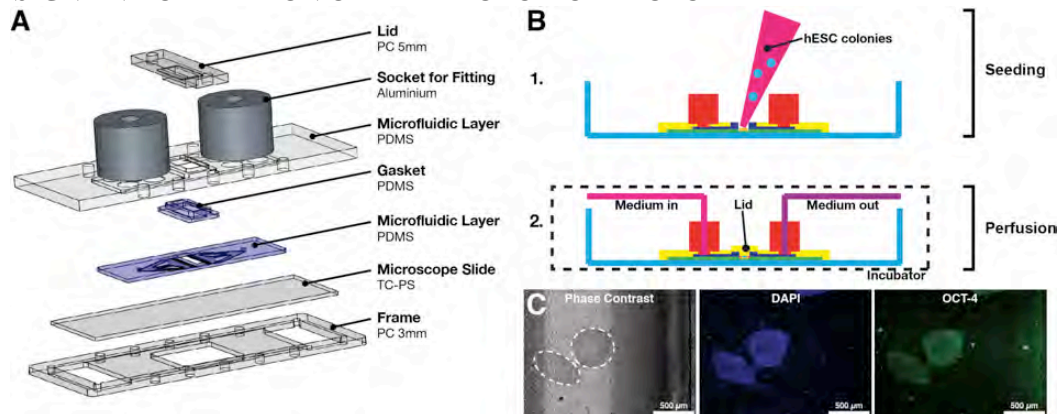 A
Lid
PC 5mm
Socket for Fitting
Aluminium
Microfluidic Layer
PDMS
Gasket
PDMS
Microfluidic Layer
PDMS
Microscope Slide
TC-PS
Frame
PC 3mm
B
hESC colonies
1.
Seeding
2.
Medium in
Lid
Medium out
Perfusion
Incubator
C
Phase Contrast
DAPI
OCT-4
500 µm
500 µm
500 µm